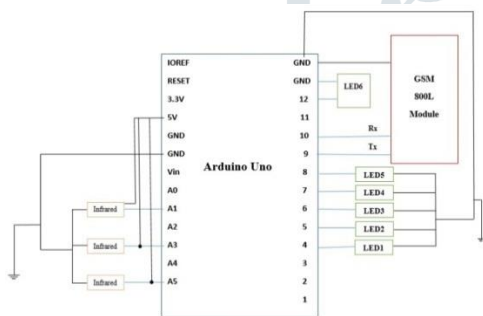 IOREF
RESET
3.3V
5V
GND
GND
Vin
A0
A1
A2
A3
A4
A5
Arduino Uno
GND
GND
12
11
10
9
8
7
6
5
4
3
2
1
Infrared
Infrared
Infrared
LED6
GSM
800L
Module
Rx
Tx
LED5
LED4
LED3
LED2
LED1